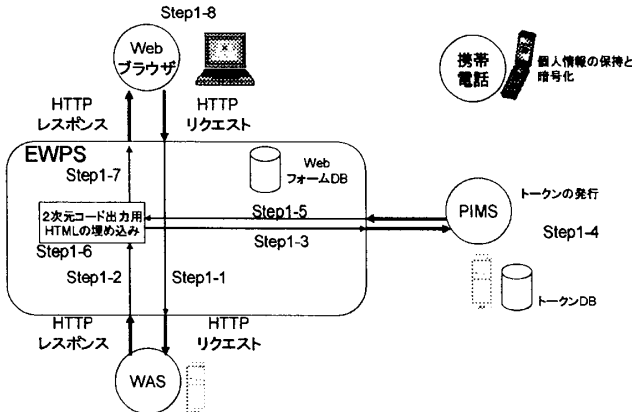 Step1-8
Web
ブラウザ
携帯
電話
個人情報の保持と
暗号化
HTTP
レスポンス
HTTP
リクエスト
EWPS
Step1-7
Web
フォームDB
2次元コード出力用
HTMLの埋め込み
Step1-5
Step1-3
PIMS
トークンの発行
Step1-4
Step1-6
Step1-2
Step1-1
トークンDB
HTTP
レスポンス
HTTP
リクエスト
WAS